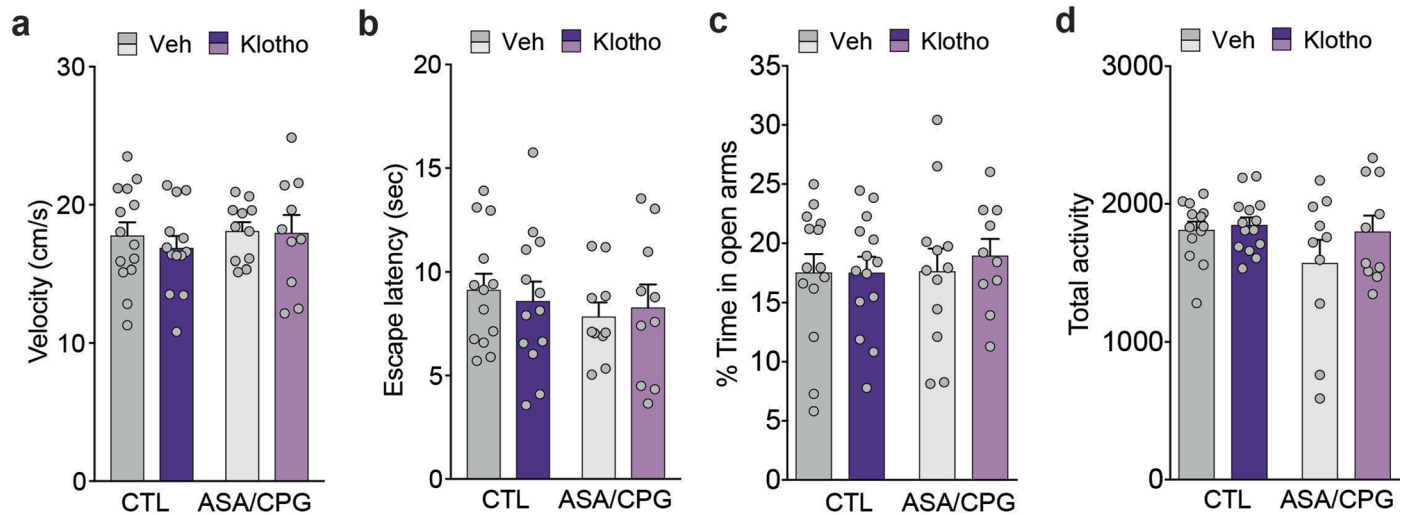 a
Veh Klotho
Velocity (cm/s)
30
20
10
0
CTL ASA/CPG
b
Veh Klotho
Escape latency (sec)
20
15
10
5
0
CTL ASA/CPG
c
Veh Klotho
% Time in open arms
35
30
25
20
15
10
5
0
CTL ASA/CPG
d
Veh Klotho
Total activity
3000
2000
1000
0
CTL ASA/CPG